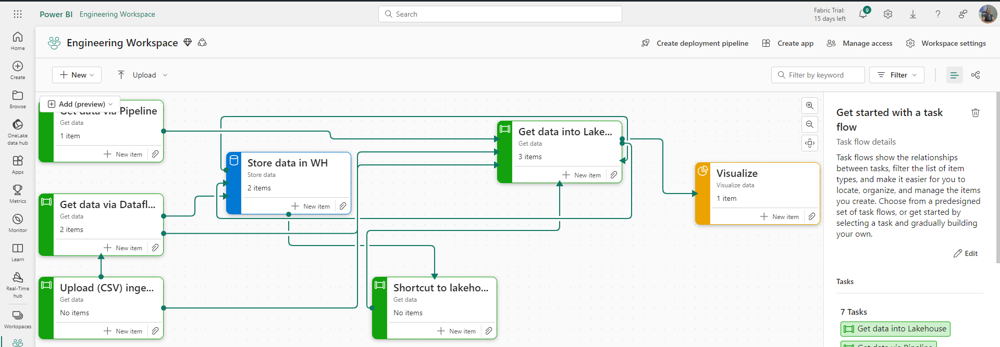 Power BI Engineering Workspace
Search
Fabric Trial:
15 days left
9
Home
Create
Browse
OneLake
data hub
Apps
Metrics
Monitor
Learn
Real-Time
hub
Workspaces
Engineering Workspace
Create deployment pipeline
Create app
Manage access
Workspace settings
New
Upload
Filter by keyword
Filter
Add (preview)
Get data via Pipeline
Get data
1 item
New item
Get data via Datafl...
Get data
2 items
New item
Upload (CSV) inge...
Get data
No items
New item
Store data in WH
Store data
2 items
New item
Shortcut to lakeho...
Get data
No items
New item
Get data into Lake...
Get data
3 items
New item
Visualize
Visualize data
1 item
New item
Get started with a task
flow
Task flow details
Task flows show the relationships
between tasks, filter the list of item
types, and make it easier for you to
locate, organize, and manage the items
you create. Choose from a predesigned
set of task flows, or get started by
selecting a task and gradually building
your own.
Edit
Tasks
7 Tasks
Get data into Lakehouse
Get data via Pipeline